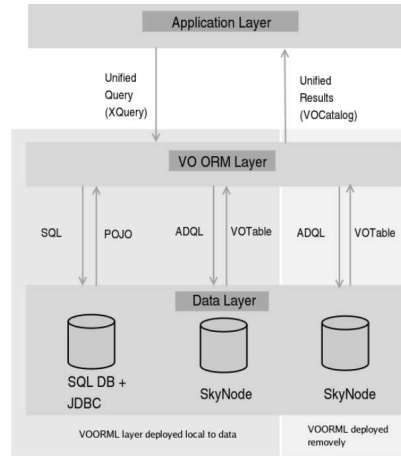 Application Layer
Unified
Query
(XQuery)
Unified
Results
(VOCatalog)
VO ORM Layer
SQL
POJO
ADQL
VOTable
ADQL
VOTable
Data Layer
SQL DB +
JDBC
SkyNode
SkyNode
VOORML layer deployed local to data
VOORML deployed
removely